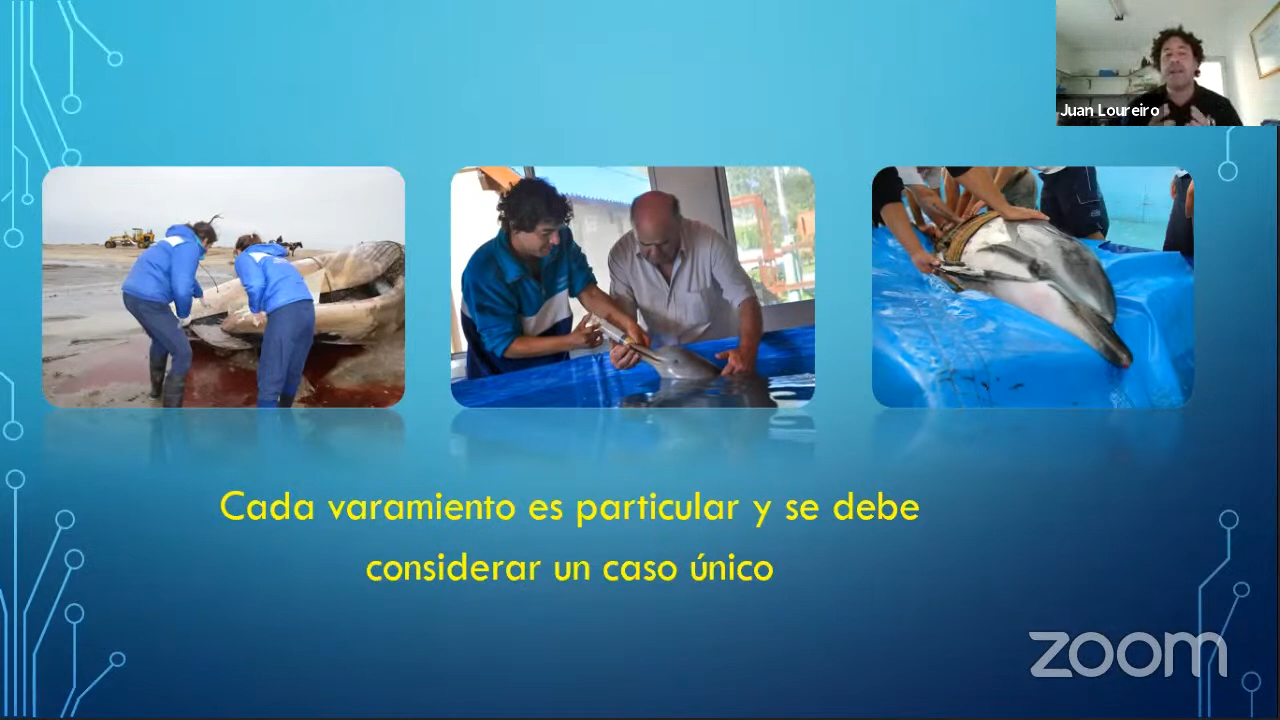 Juan Loureiro
Cada varamiento es particular y se debe
considerar un caso único
zoom